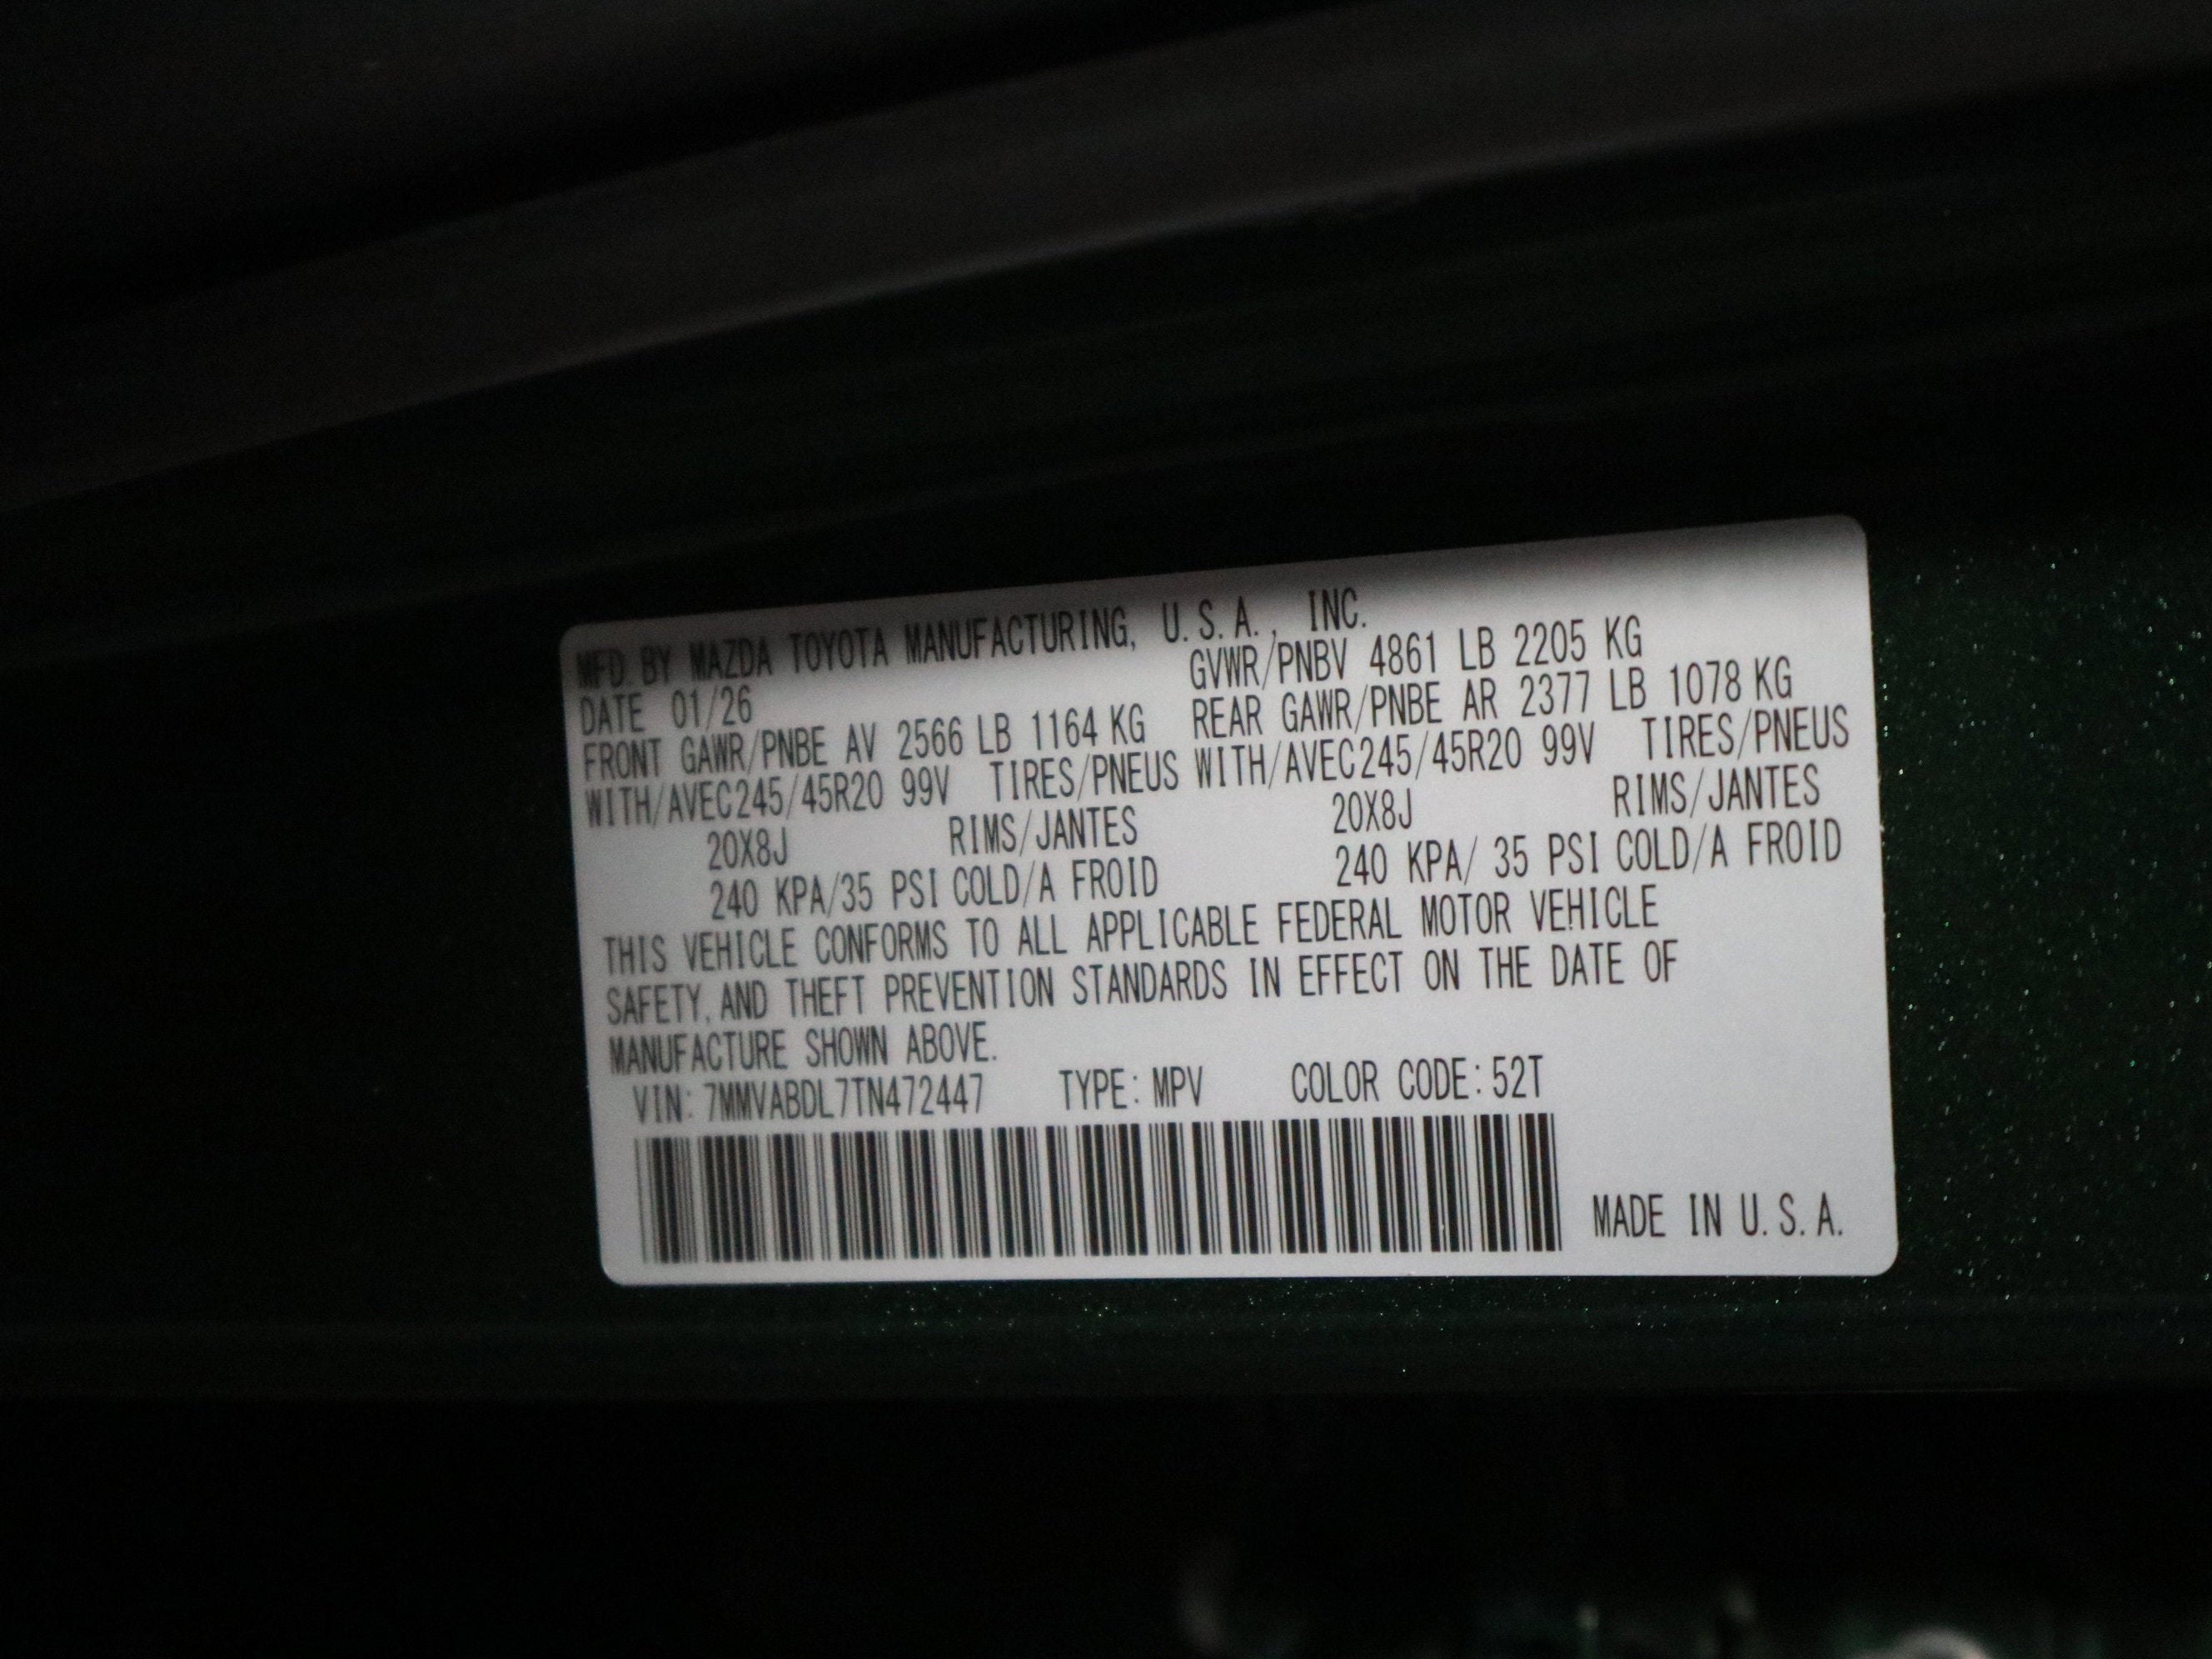 MFD. BY MAZDA TOYOTA MANUFACTURING, U.S.A., INC.
DATE 01/26 GVWR/PNBV 4861 LB 2205 KG
FRONT GAWR/PNBE AV 2566 LB 1164 KG REAR GAWR/PNBE AR 2377 LB 1078 KG
WITH/AVEC245/45R20 99V TIRES/PNEUS WITH/AVEC245/45R20 99V TIRES/PNEUS
20X8J RIMS/JANTES 20X8J RIMS/JANTES
240 KPA/35 PSI COLD/A FROID 240 KPA/ 35 PSI COLD/A FROID
THIS VEHICLE CONFORMS TO ALL APPLICABLE FEDERAL MOTOR VEHICLE
SAFETY, AND THEFT PREVENTION STANDARDS IN EFFECT ON THE DATE OF
MANUFACTURE SHOWN ABOVE.
VIN: 7MMVABDL7TN472447 TYPE: MPV COLOR CODE: 52T
MADE IN U.S.A.